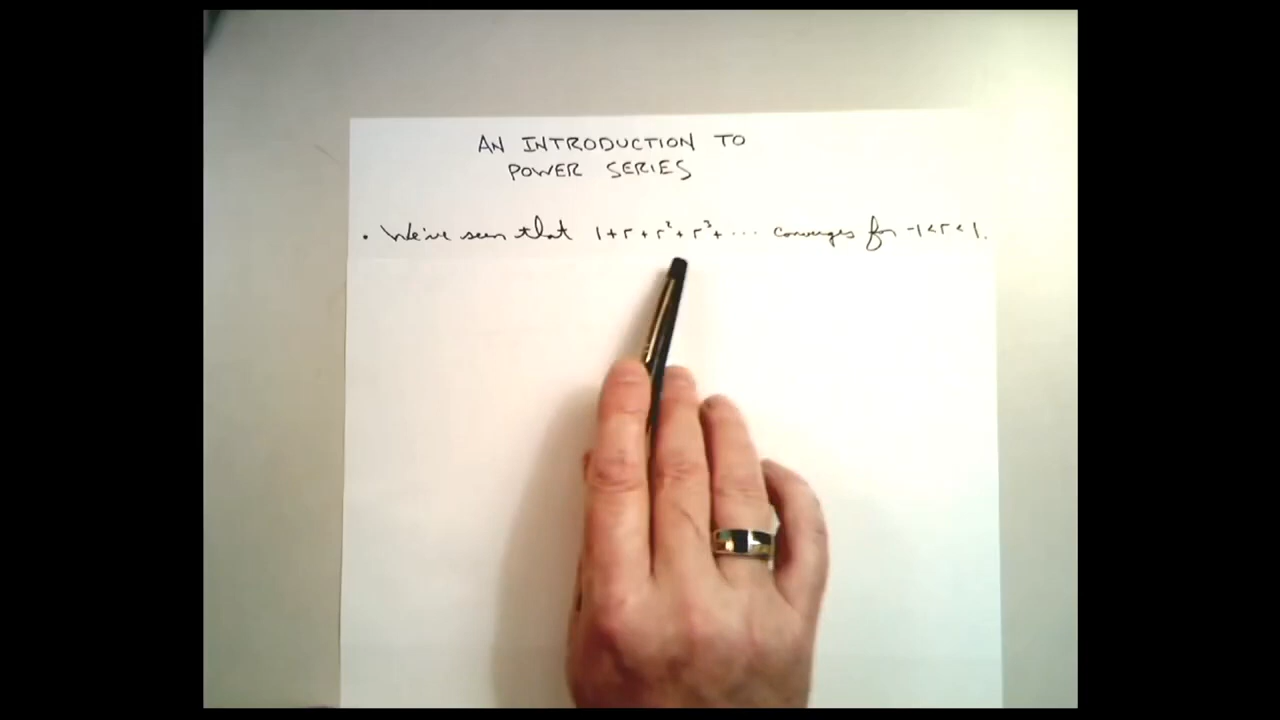 AN INTRODUCTION TO
POWER SERIES
• We've seen that 1+r+r²+r³+⋯ converges for -1<r<1.